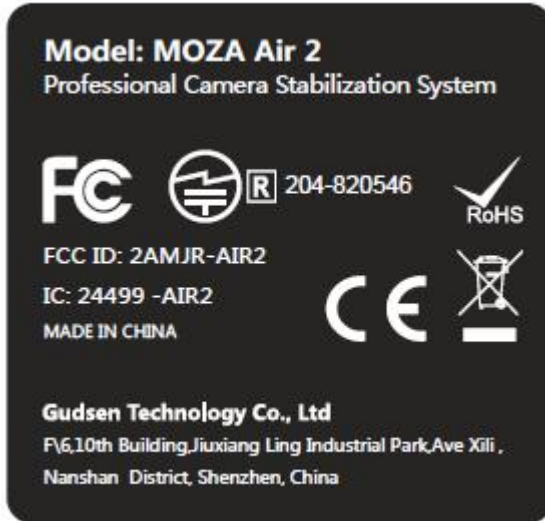 Model: MOZA Air 2
Professional Camera Stabilization System
FC
R 204-820546
RoHS
FCC ID: 2AMJR-AIR2
IC: 24499 -AIR2
CE
MADE IN CHINA
Gudsen Technology Co., Ltd
F\6,10th Building,Jiuxiang Ling Industrial Park,Ave Xili ,
Nanshan  District, Shenzhen, China